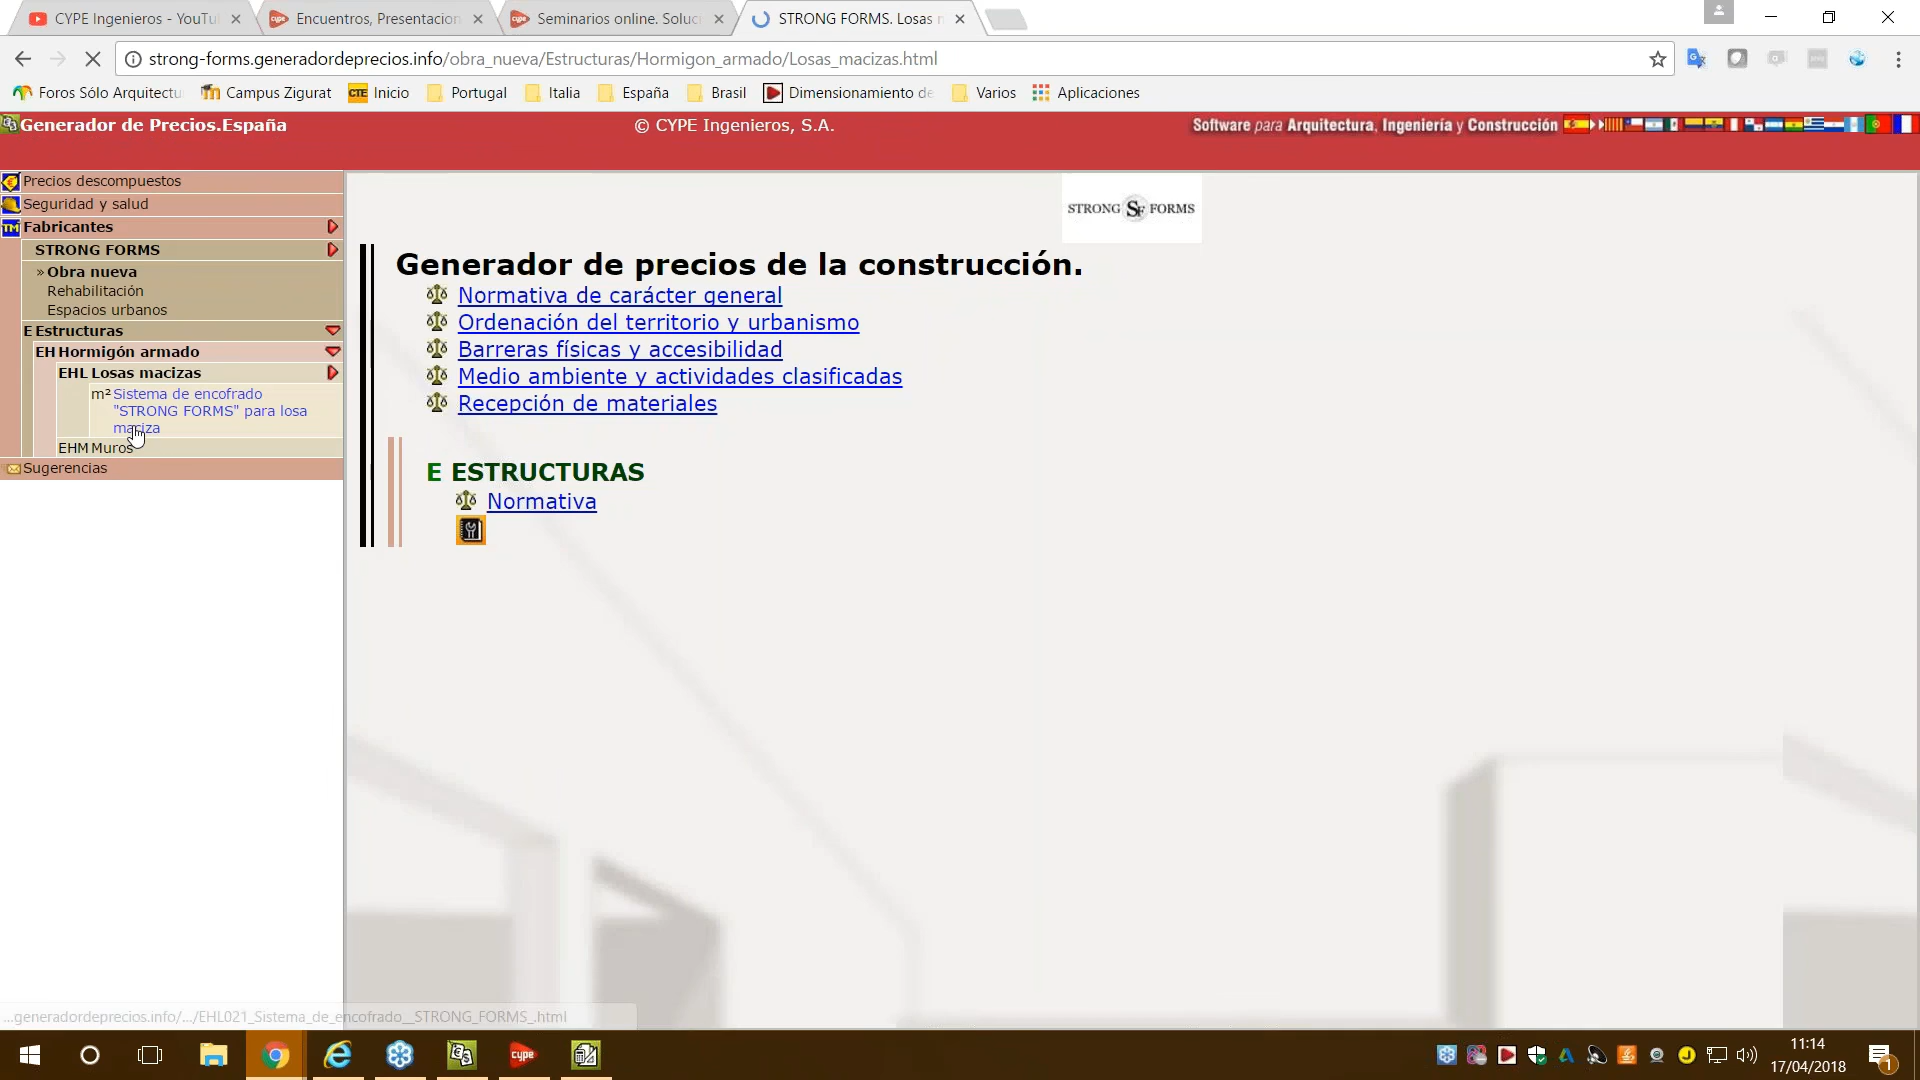 CYPE Ingenieros - YouTu
Encuentros, Presentacion
Seminarios online. Soluc
STRONG FORMS. Losas m
strong-forms.generadordeprecios.info/obra_nueva/Estructuras/Hormigon_armado/Losas_macizas.html
Foros Sólo Arquitectu
Campus Zigurat
CTE Inicio
Portugal
Italia
España
Brasil
Dimensionamiento de
Varios
Aplicaciones
Generador de Precios.España
© CYPE Ingenieros, S.A.
Software para Arquitectura, Ingeniería y Construcción
Precios descompuestos
Seguridad y salud
TM Fabricantes
STRONG FORMS
» Obra nueva
Rehabilitación
Espacios urbanos
E Estructuras
EH Hormigón armado
EHL Losas macizas
m² Sistema de encofrado
"STRONG FORMS" para losa
maciza
EHM Muros
Sugerencias
STRONG SF FORMS
Generador de precios de la construcción.
Normativa de carácter general
Ordenación del territorio y urbanismo
Barreras físicas y accesibilidad
Medio ambiente y actividades clasificadas
Recepción de materiales
E ESTRUCTURAS
Normativa
...generadordeprecios.info/.../EHL021_Sistema_de_encofrado__STRONG_FORMS_.html
cype
11:14
17/04/2018
1